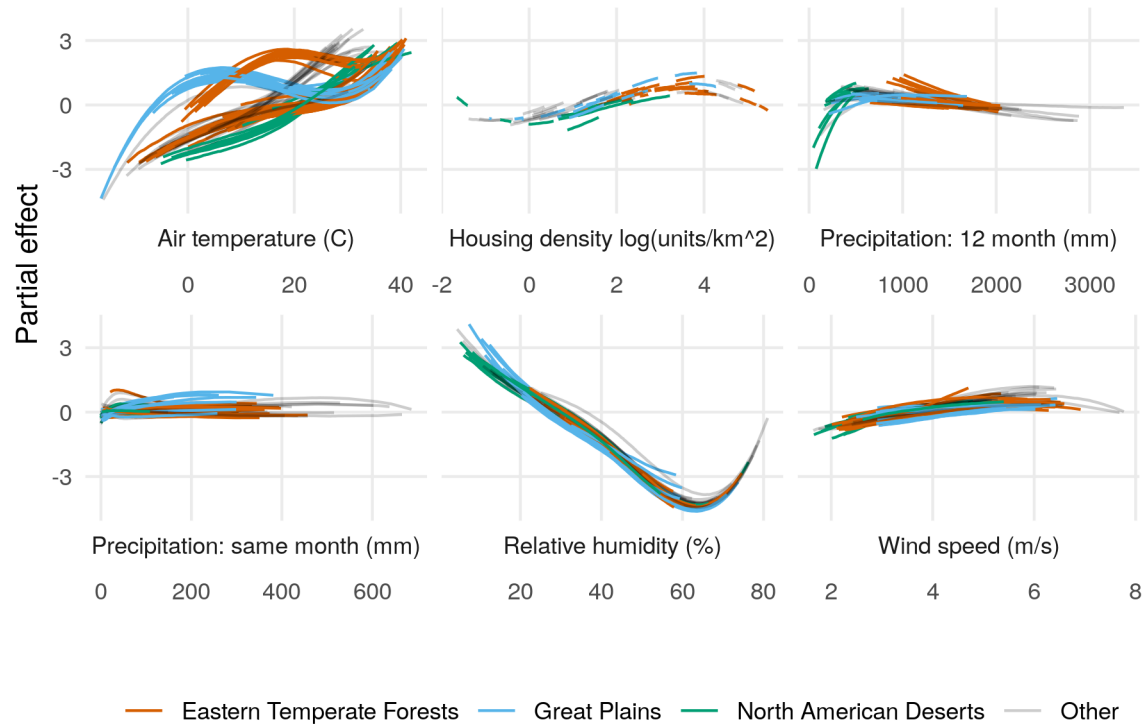 Partial effect
3
0
-3
Air temperature (C)
Housing density log(units/km^2)
Precipitation: 12 month (mm)
0 20 40
-2 0 2 4
0 1000 2000 3000
3
0
-3
Precipitation: same month (mm)
Relative humidity (%)
Wind speed (m/s)
0 200 400 600
20 40 60 80
2 4 6 8
Eastern Temperate Forests Great Plains North American Deserts Other